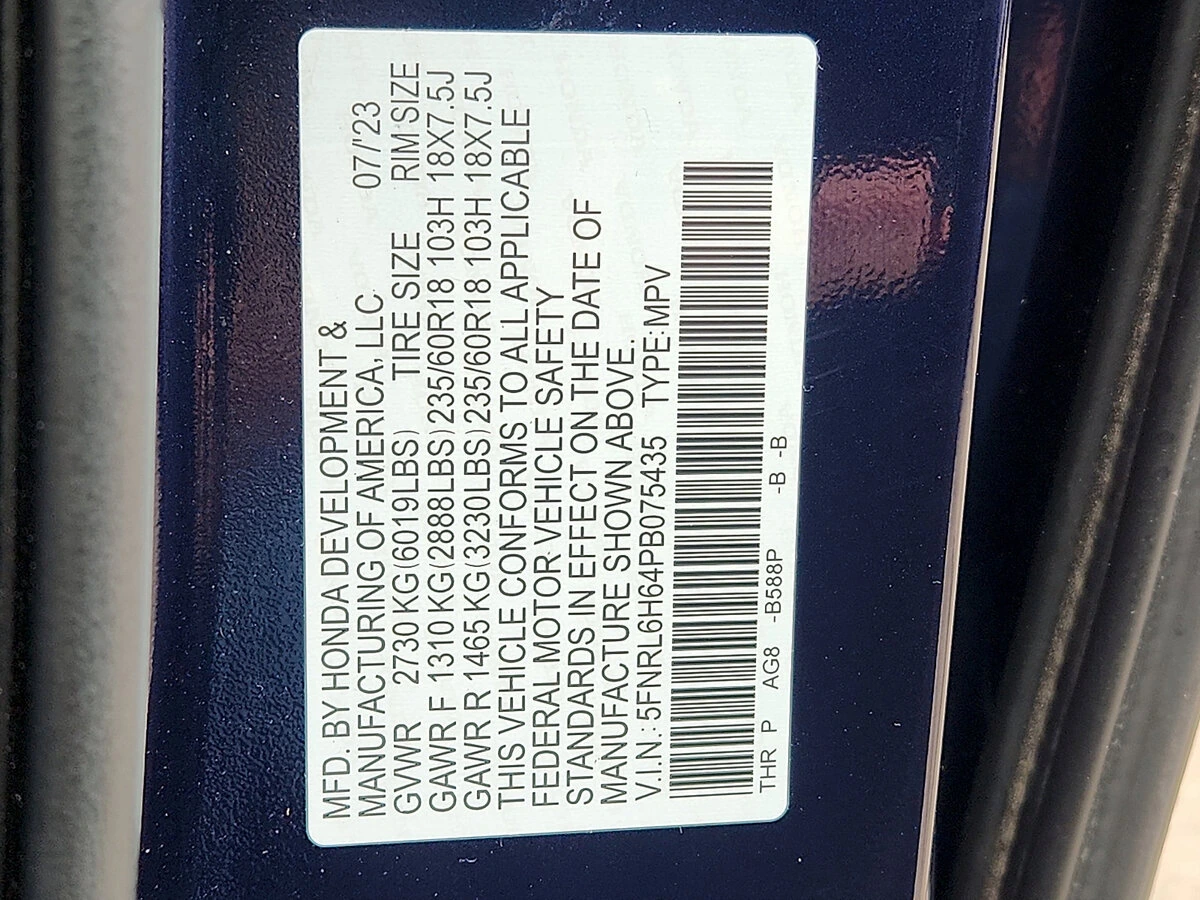 MFD. BY HONDA DEVELOPMENT &
MANUFACTURING OF AMERICA, LLC 07/'23
GVWR 2730 KG(6019LBS) TIRE SIZE RIM SIZE
GAWR F 1310 KG(2888LBS)235/60R18 103H 18X7.5J
GAWR R 1465 KG(3230LBS)235/60R18 103H 18X7.5J
THIS VEHICLE CONFORMS TO ALL APPLICABLE
FEDERAL MOTOR VEHICLE SAFETY
STANDARDS IN EFFECT ON THE DATE OF
MANUFACTURE SHOWN ABOVE.
V.I.N.:5FNRL6H64PB075435 TYPE:MPV
THR P AG8 -B588P -B -B